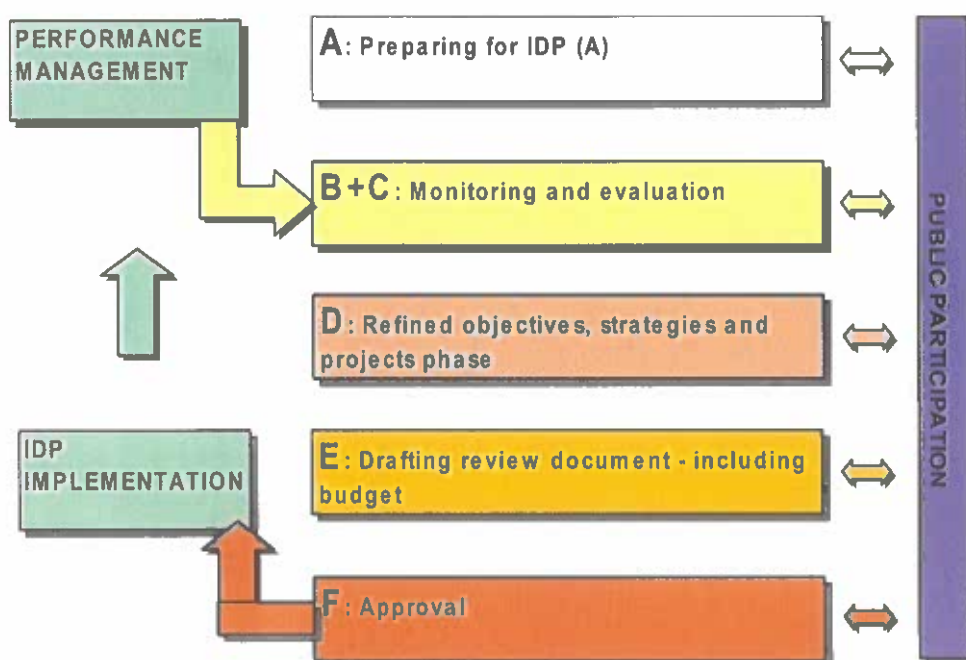 PERFORMANCE
MANAGEMENT
A: Preparing for IDP (A)
B+C: Monitoring and evaluation
D: Refined objectives, strategies and
projects phase
IDP
IMPLEMENTATION
E: Drafting review document - including
budget
F: Approval
PUBLIC PARTICIPATION